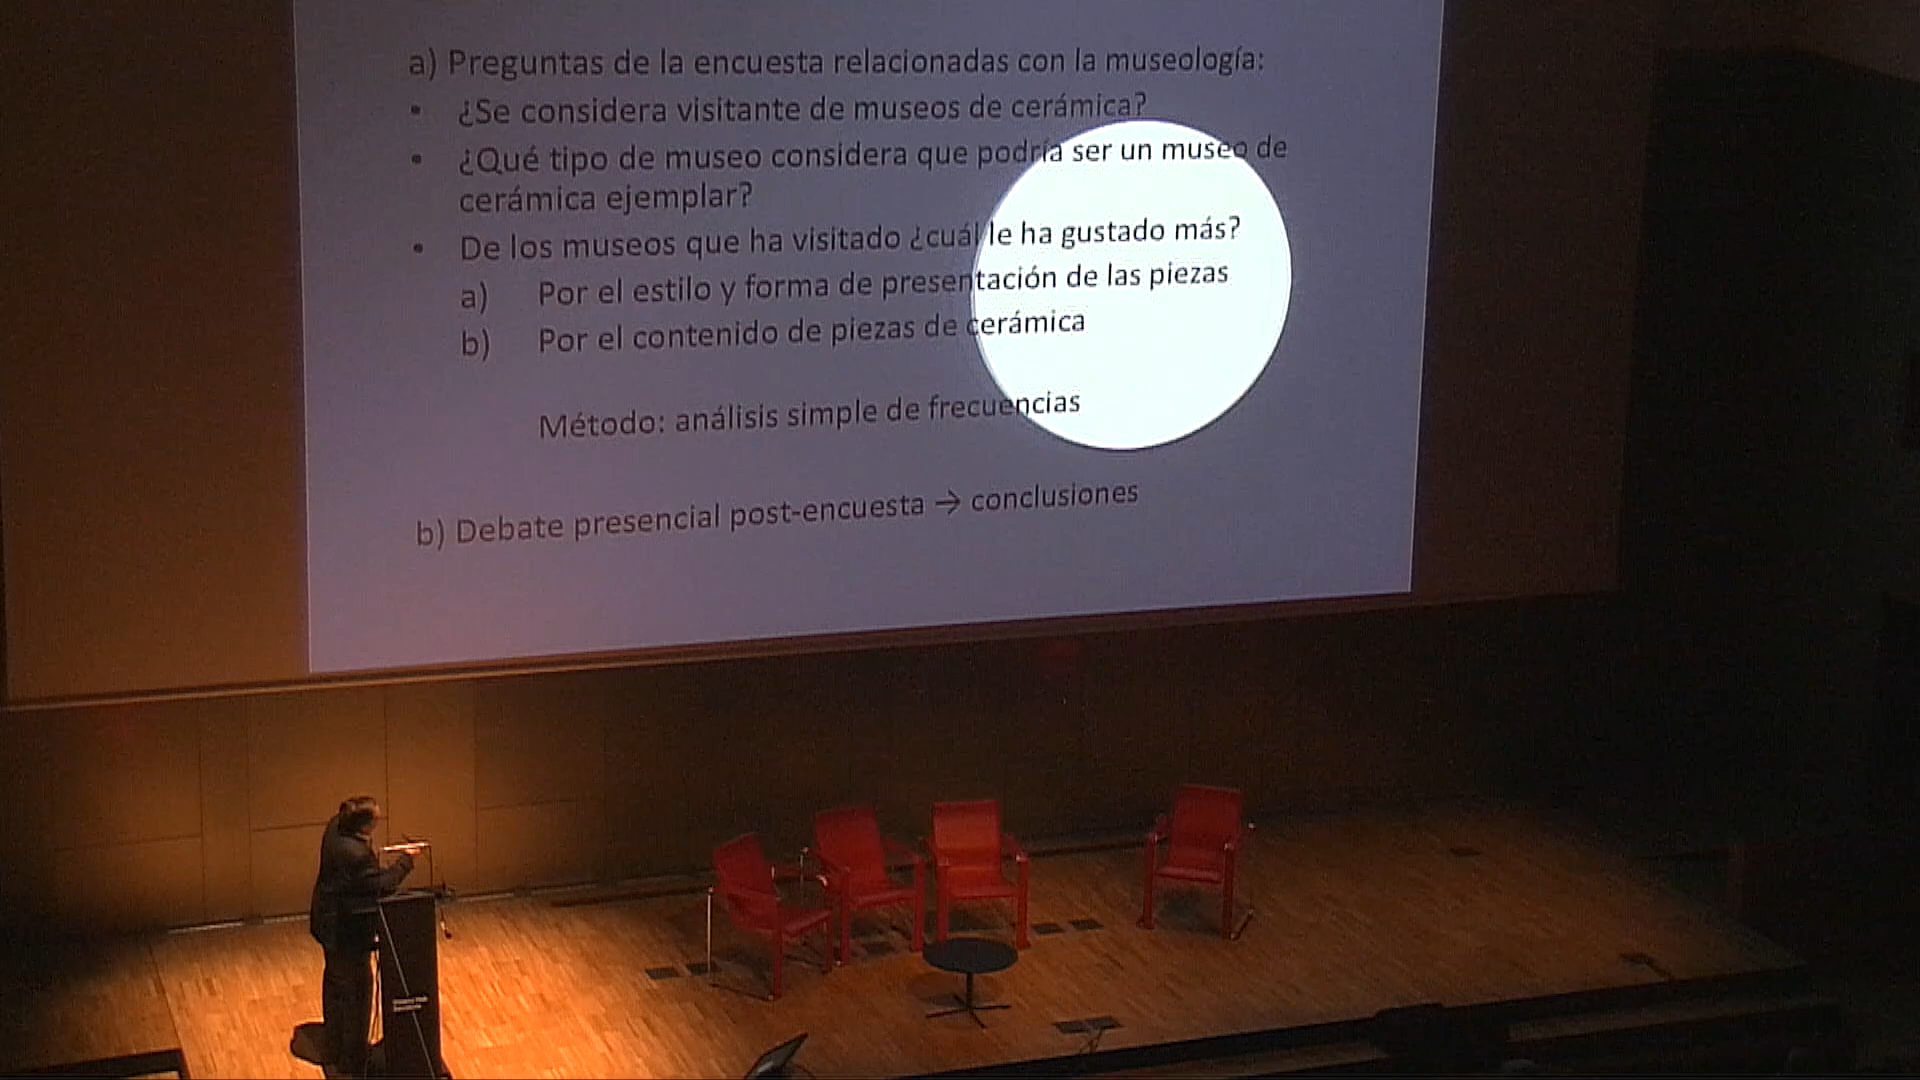 a) Preguntas de la encuesta relacionadas con la museología:
• ¿Se considera visitante de museos de cerámica?
• ¿Qué tipo de museo considera que podría ser un museo de
cerámica ejemplar?
• De los museos que ha visitado ¿cuál le ha gustado más?
a) Por el estilo y forma de presentación de las piezas
b) Por el contenido de piezas de cerámica
Método: análisis simple de frecuencias
b) Debate presencial post-encuesta → conclusiones